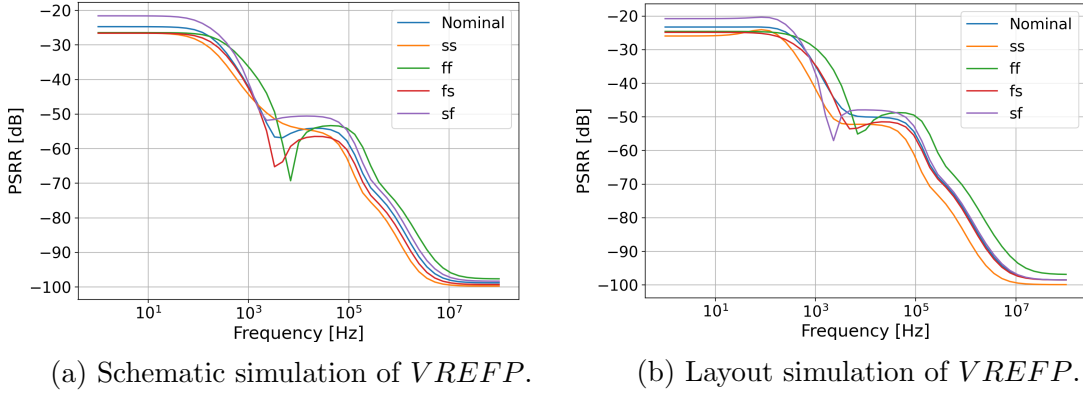 −20
−30
−40
−50
−60
−70
−80
−90
−100
PSRR [dB]
10^1
10^3
10^5
10^7
Frequency [Hz]
Nominal
ss
ff
fs
sf
(a) Schematic simulation of VREFP.
−20
−30
−40
−50
−60
−70
−80
−90
−100
PSRR [dB]
10^1
10^3
10^5
10^7
Frequency [Hz]
Nominal
ss
ff
fs
sf
(b) Layout simulation of VREFP.